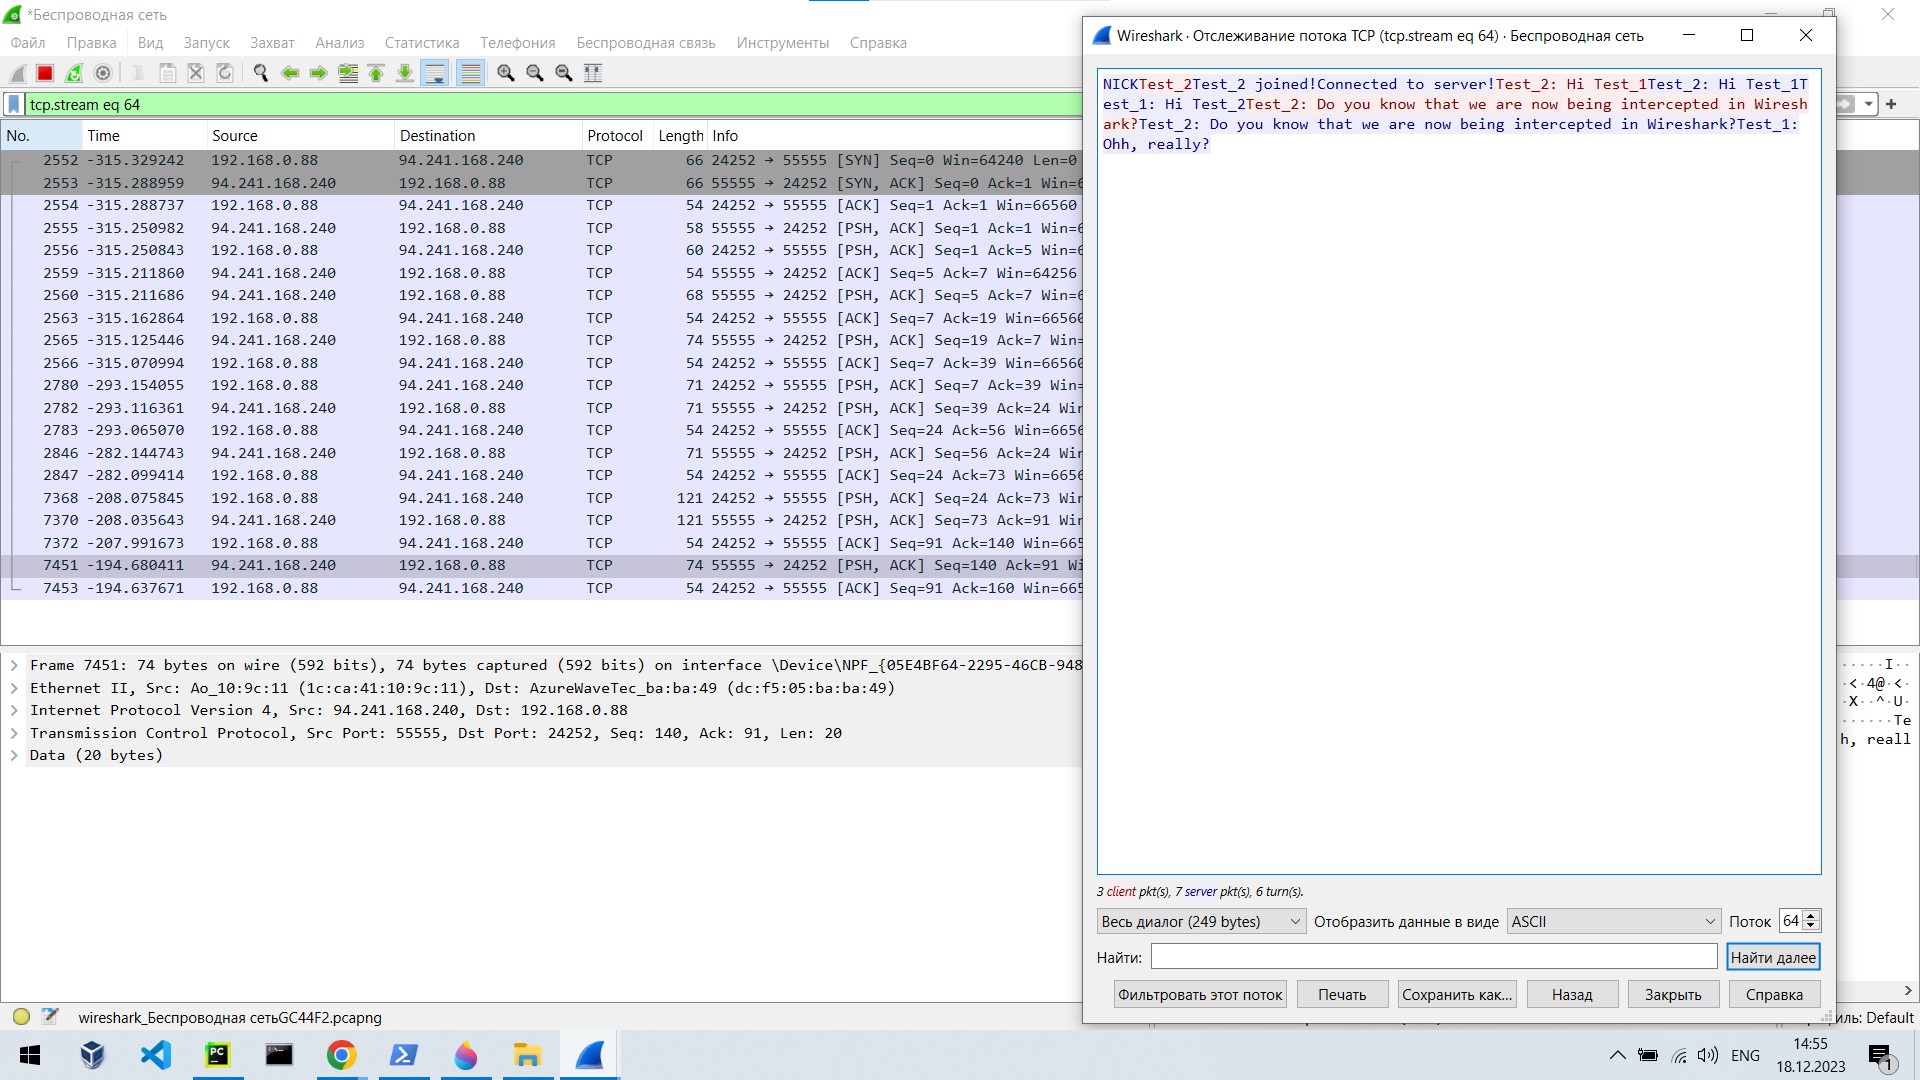 *Беспроводная сеть
Файл Правка Вид Запуск Захват Анализ Статистика Телефония Беспроводная связь Инструменты Справка
tcp.stream eq 64
No. Time Source Destination Protocol Length Info
2552 -315.329242 192.168.0.88 94.241.168.240 TCP 66 24252 → 55555 [SYN] Seq=0 Win=64240 Len=0
2553 -315.288959 94.241.168.240 192.168.0.88 TCP 66 55555 → 24252 [SYN, ACK] Seq=0 Ack=1 Win=6
2554 -315.288737 192.168.0.88 94.241.168.240 TCP 54 24252 → 55555 [ACK] Seq=1 Ack=1 Win=66560
2555 -315.250982 94.241.168.240 192.168.0.88 TCP 58 55555 → 24252 [PSH, ACK] Seq=1 Ack=1 Win=6
2556 -315.250843 192.168.0.88 94.241.168.240 TCP 60 24252 → 55555 [PSH, ACK] Seq=1 Ack=5 Win=6
2559 -315.211860 94.241.168.240 192.168.0.88 TCP 54 55555 → 24252 [ACK] Seq=5 Ack=7 Win=64256
2560 -315.211686 94.241.168.240 192.168.0.88 TCP 68 55555 → 24252 [PSH, ACK] Seq=5 Ack=7 Win=6
2563 -315.162864 192.168.0.88 94.241.168.240 TCP 54 24252 → 55555 [ACK] Seq=7 Ack=19 Win=66560
2565 -315.125446 94.241.168.240 192.168.0.88 TCP 74 55555 → 24252 [PSH, ACK] Seq=19 Ack=7 Win=
2566 -315.070994 192.168.0.88 94.241.168.240 TCP 54 24252 → 55555 [ACK] Seq=7 Ack=39 Win=66560
2780 -293.154055 192.168.0.88 94.241.168.240 TCP 71 24252 → 55555 [PSH, ACK] Seq=7 Ack=39 Win=
2782 -293.116361 94.241.168.240 192.168.0.88 TCP 71 55555 → 24252 [PSH, ACK] Seq=39 Ack=24 Win
2783 -293.065070 192.168.0.88 94.241.168.240 TCP 54 24252 → 55555 [ACK] Seq=24 Ack=56 Win=665
2846 -282.144743 94.241.168.240 192.168.0.88 TCP 71 55555 → 24252 [PSH, ACK] Seq=56 Ack=24 Win
2847 -282.099414 192.168.0.88 94.241.168.240 TCP 54 24252 → 55555 [ACK] Seq=24 Ack=73 Win=665
7368 -208.075845 192.168.0.88 94.241.168.240 TCP 121 24252 → 55555 [PSH, ACK] Seq=24 Ack=73 Win
7370 -208.035643 94.241.168.240 192.168.0.88 TCP 121 55555 → 24252 [PSH, ACK] Seq=73 Ack=91 Win
7372 -207.991673 192.168.0.88 94.241.168.240 TCP 54 24252 → 55555 [ACK] Seq=91 Ack=140 Win=665
7451 -194.680411 94.241.168.240 192.168.0.88 TCP 74 55555 → 24252 [PSH, ACK] Seq=140 Ack=91 Wi
7453 -194.637671 192.168.0.88 94.241.168.240 TCP 54 24252 → 55555 [ACK] Seq=91 Ack=160 Win=665
Frame 7451: 74 bytes on wire (592 bits), 74 bytes captured (592 bits) on interface \Device\NPF_{05E4BF64-2295-46CB-948
Ethernet II, Src: Ao_10:9c:11 (1c:ca:41:10:9c:11), Dst: AzureWaveTec_ba:ba:49 (dc:f5:05:ba:ba:49)
Internet Protocol Version 4, Src: 94.241.168.240, Dst: 192.168.0.88
Transmission Control Protocol, Src Port: 55555, Dst Port: 24252, Seq: 140, Ack: 91, Len: 20
Data (20 bytes)
·····I··
·<·4@·<·
·X··^·U·
······Te
h, reall
Wireshark · Отслеживание потока TCP (tcp.stream eq 64) · Беспроводная сеть
NICKTest_2Test_2 joined!Connected to server!Test_2: Hi Test_1Test_2: Hi Test_1T
est_1: Hi Test_2Test_2: Do you know that we are now being intercepted in Wiresh
ark?Test_2: Do you know that we are now being intercepted in Wireshark?Test_1:
Ohh, really?
3 client pkt(s), 7 server pkt(s), 6 turn(s).
Весь диалог (249 bytes) Отобразить данные в виде ASCII Поток 64
Найти: Найти далее
Фильтровать этот поток Печать Сохранить как... Назад Закрыть Справка
wireshark_Беспроводная сетьGC44F2.pcapng
иль: Default
PC
ENG
14:55
18.12.2023
1